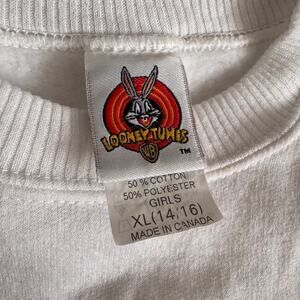 LOONEY TUNES
WB
TM
50 % COTTON
50% POLYESTER
GIRLS
XL(14/16)
MADE IN CANADA